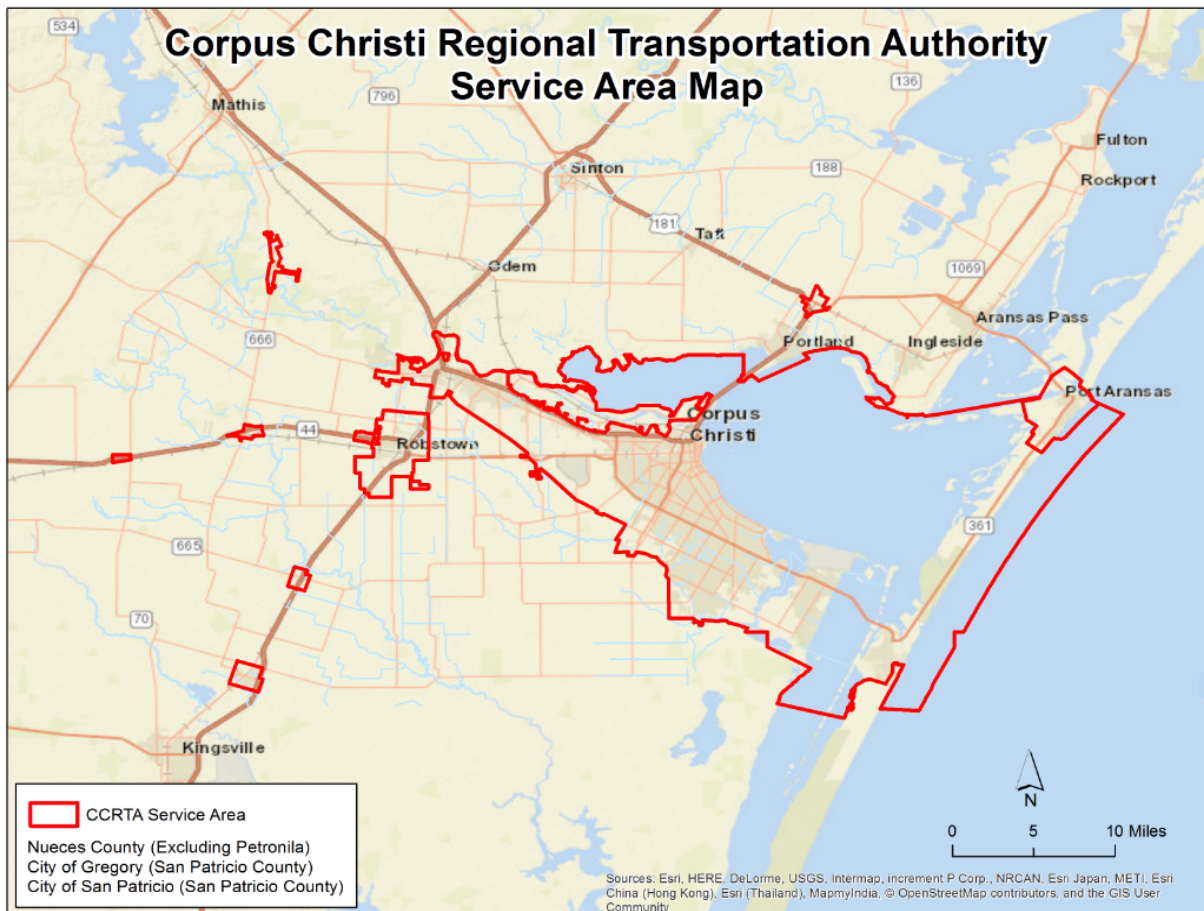 Corpus Christi Regional Transportation Authority
Service Area Map
534
136
Mathis
796
Fulton
Sinton
188
Rockport
181
Taft
Odem
1069
Aransas Pass
666
Portland
Ingleside
Port Aransas
Corpus
Christi
44
Robstown
361
665
70
Kingsville
CCRTA Service Area
Nueces County (Excluding Petronila)
City of Gregory (San Patricio County)
City of San Patricio (San Patricio County)
N
0 5 10 Miles
Sources: Esri, HERE, DeLorme, USGS, Intermap, increment P Corp., NRCAN, Esri Japan, METI, Esri
China (Hong Kong), Esri (Thailand), MapmyIndia, © OpenStreetMap contributors, and the GIS User
Community